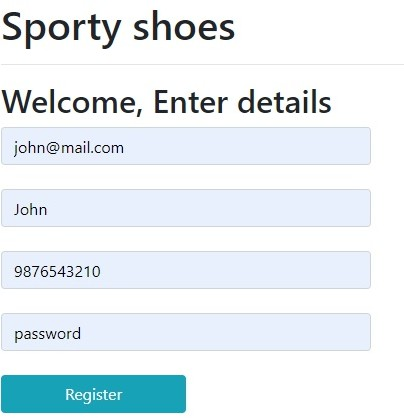 Sporty shoes
Welcome, Enter details
john@mail.com
John
9876543210
password
Register